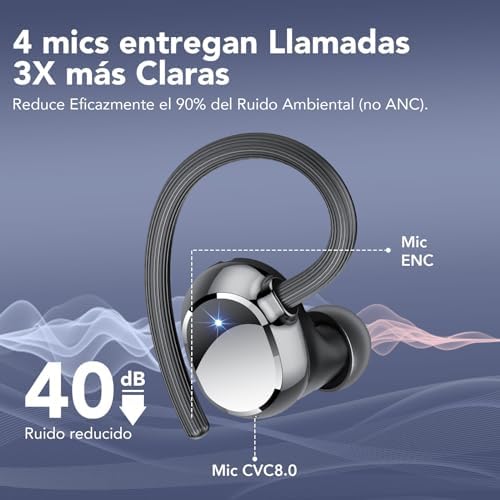 4 mics entregan Llamadas
3X más Claras
Reduce Eficazmente el 90% del Ruido Ambiental (no ANC).
Mic
ENC
40 dB
Ruido reducido
Mic CVC8.0